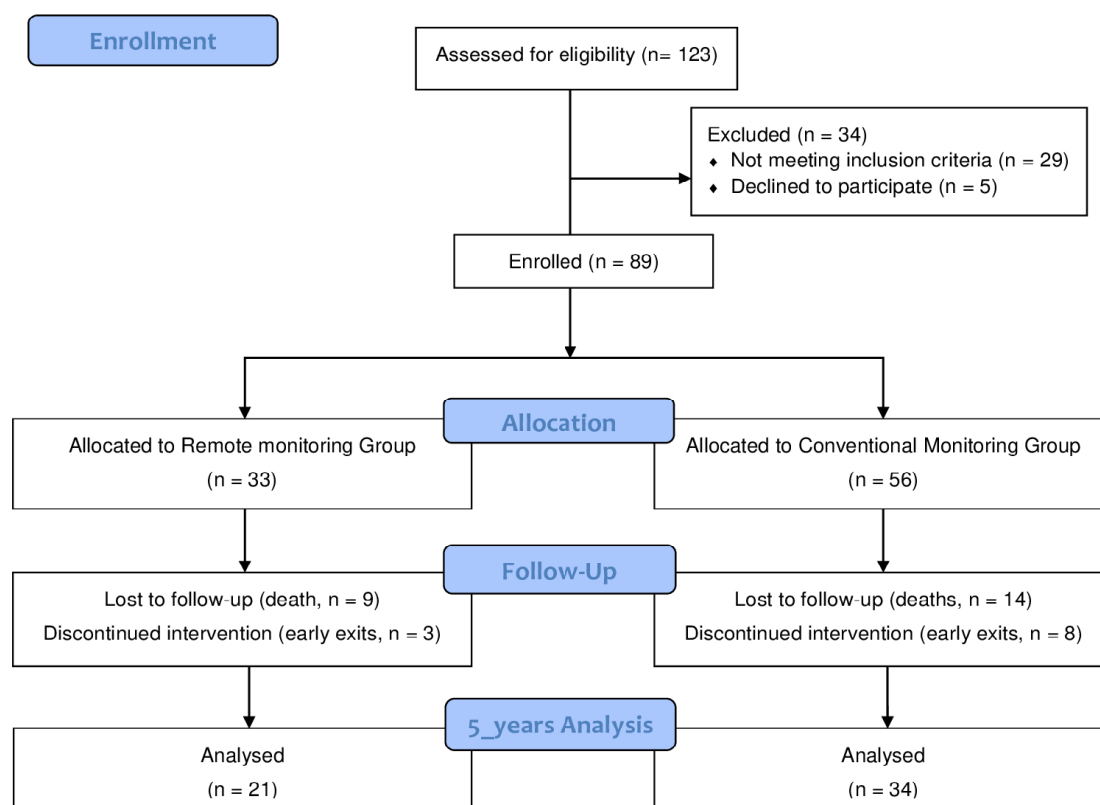 Enrollment
Assessed for eligibility (n= 123)
Excluded (n = 34)
♦ Not meeting inclusion criteria (n = 29)
♦ Declined to participate (n = 5)
Enrolled (n = 89)
Allocation
Allocated to Remote monitoring Group
(n = 33)
Allocated to Conventional Monitoring Group
(n = 56)
Follow-Up
Lost to follow-up (death, n = 9)
Discontinued intervention (early exits, n = 3)
Lost to follow-up (deaths, n = 14)
Discontinued intervention (early exits, n = 8)
5_years Analysis
Analysed
(n = 21)
Analysed
(n = 34)